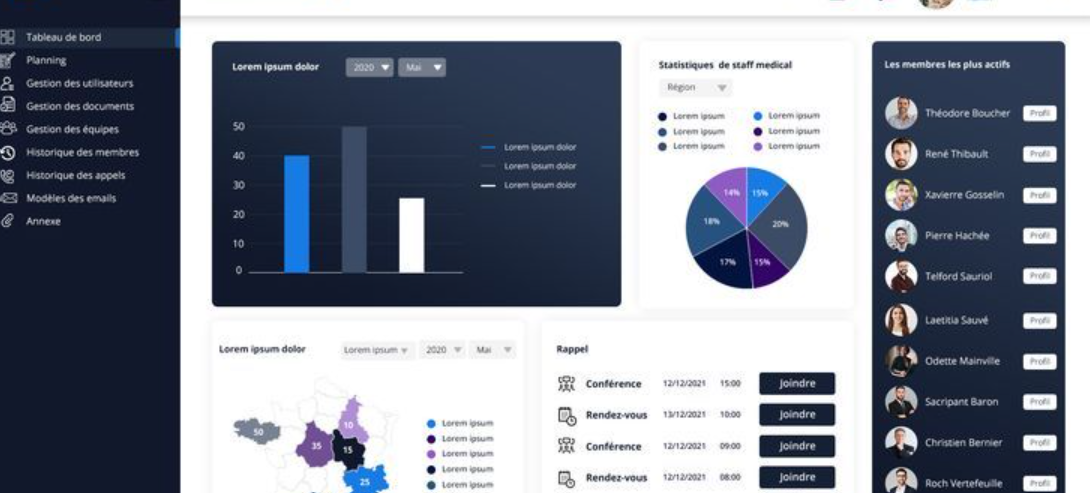 Tableau de bord
Planning
Gestion des utilisateurs
Gestion des documents
Gestion des équipes
Historique des membres
Historique des appels
Modèles des emails
Annexe
Lorem ipsum dolor 2020 Mai
50
40
30
20
10
0
Lorem ipsum dolor
Lorem ipsum dolor
Lorem ipsum dolor
Statistiques de staff medical
Région
Lorem ipsum Lorem ipsum
Lorem ipsum Lorem ipsum
Lorem ipsum Lorem ipsum
14% 15%
18% 20%
17% 15%
Les membres les plus actifs
Théodore Boucher Profil
René Thibault Profil
Xavierre Gosselin Profil
Pierre Hachée Profil
Telford Sauriol Profil
Laetitia Sauvé Profil
Odette Mainville Profil
Sacripant Baron Profil
Christien Bernier Profil
Roch Vertefeuille Profil
Lorem ipsum dolor Lorem ipsum 2020 Mai
10
50
35
15
25
Lorem ipsum
Lorem ipsum
Lorem ipsum
Lorem ipsum
Lorem ipsum
Rappel
Conférence 12/12/2021 15:00 Joindre
Rendez-vous 13/12/2021 10:00 Joindre
Conférence 12/12/2021 09:00 Joindre
Rendez-vous 12/12/2021 08:00 Joindre